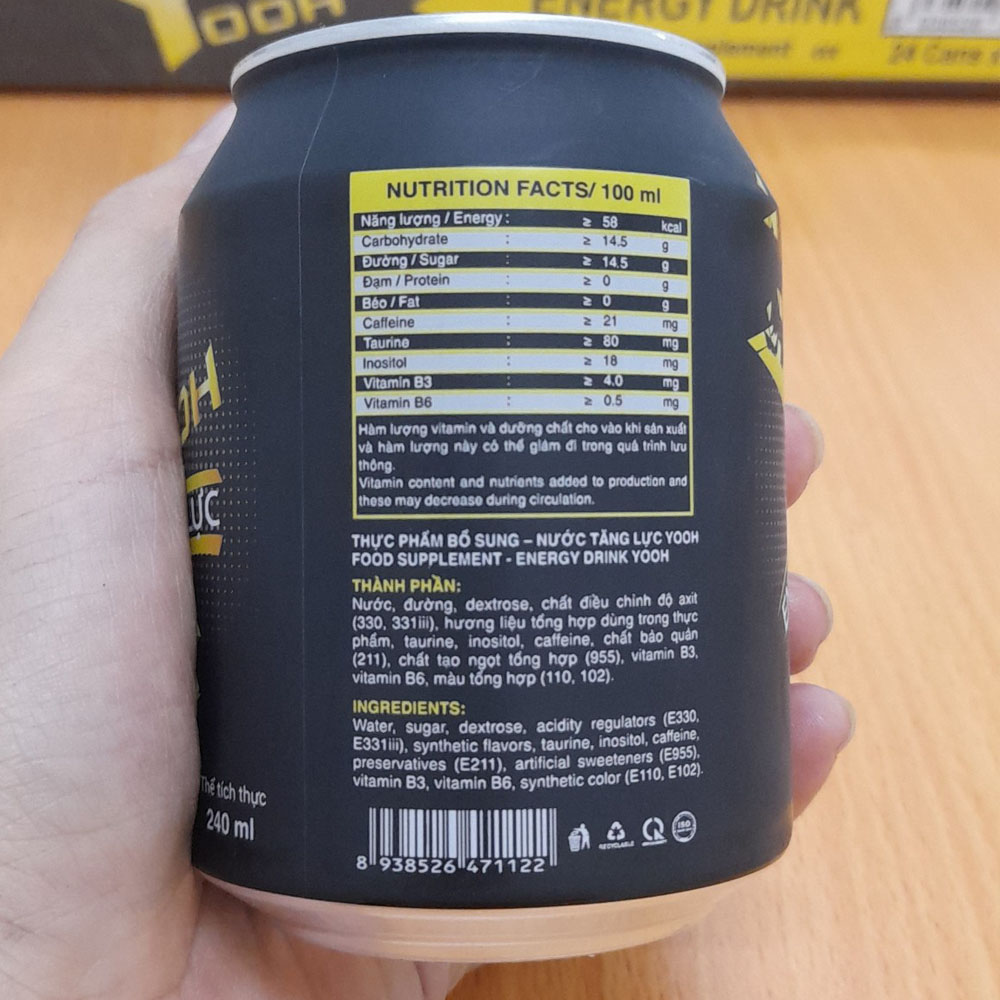 YOOH
ENERGY DRINK
24 Cans
NUTRITION FACTS/ 100 ml
Năng lượng / Energy : ≥ 58 kcal
Carbohydrate : ≥ 14.5 g
Đường / Sugar : ≥ 14.5 g
Đạm / Protein : ≥ 0 g
Béo / Fat : ≥ 0 g
Caffeine : ≥ 21 mg
Taurine : ≥ 80 mg
Inositol : ≥ 18 mg
Vitamin B3 : ≥ 4.0 mg
Vitamin B6 : ≥ 0.5 mg
Hàm lượng vitamin và dưỡng chất cho vào khi sản xuất
và hàm lượng này có thể giảm đi trong quá trình lưu
thông.
Vitamin content and nutrients added to production and
these may decrease during circulation.
THỰC PHẨM BỔ SUNG – NƯỚC TĂNG LỰC YOOH
FOOD SUPPLEMENT - ENERGY DRINK YOOH
THÀNH PHẦN:
Nước, đường, dextrose, chất điều chỉnh độ axit
(330, 331iii), hương liệu tổng hợp dùng trong thực
phẩm, taurine, inositol, caffeine, chất bảo quản
(211), chất tạo ngọt tổng hợp (955), vitamin B3,
vitamin B6, màu tổng hợp (110, 102).
INGREDIENTS:
Water, sugar, dextrose, acidity regulators (E330,
E331iii), synthetic flavors, taurine, inositol, caffeine,
preservatives (E211), artificial sweeteners (E955),
vitamin B3, vitamin B6, synthetic color (E110, E102).
LỰC
Thể tích thực
240 ml
8 938526 471122
RECYCLABLE
ISO